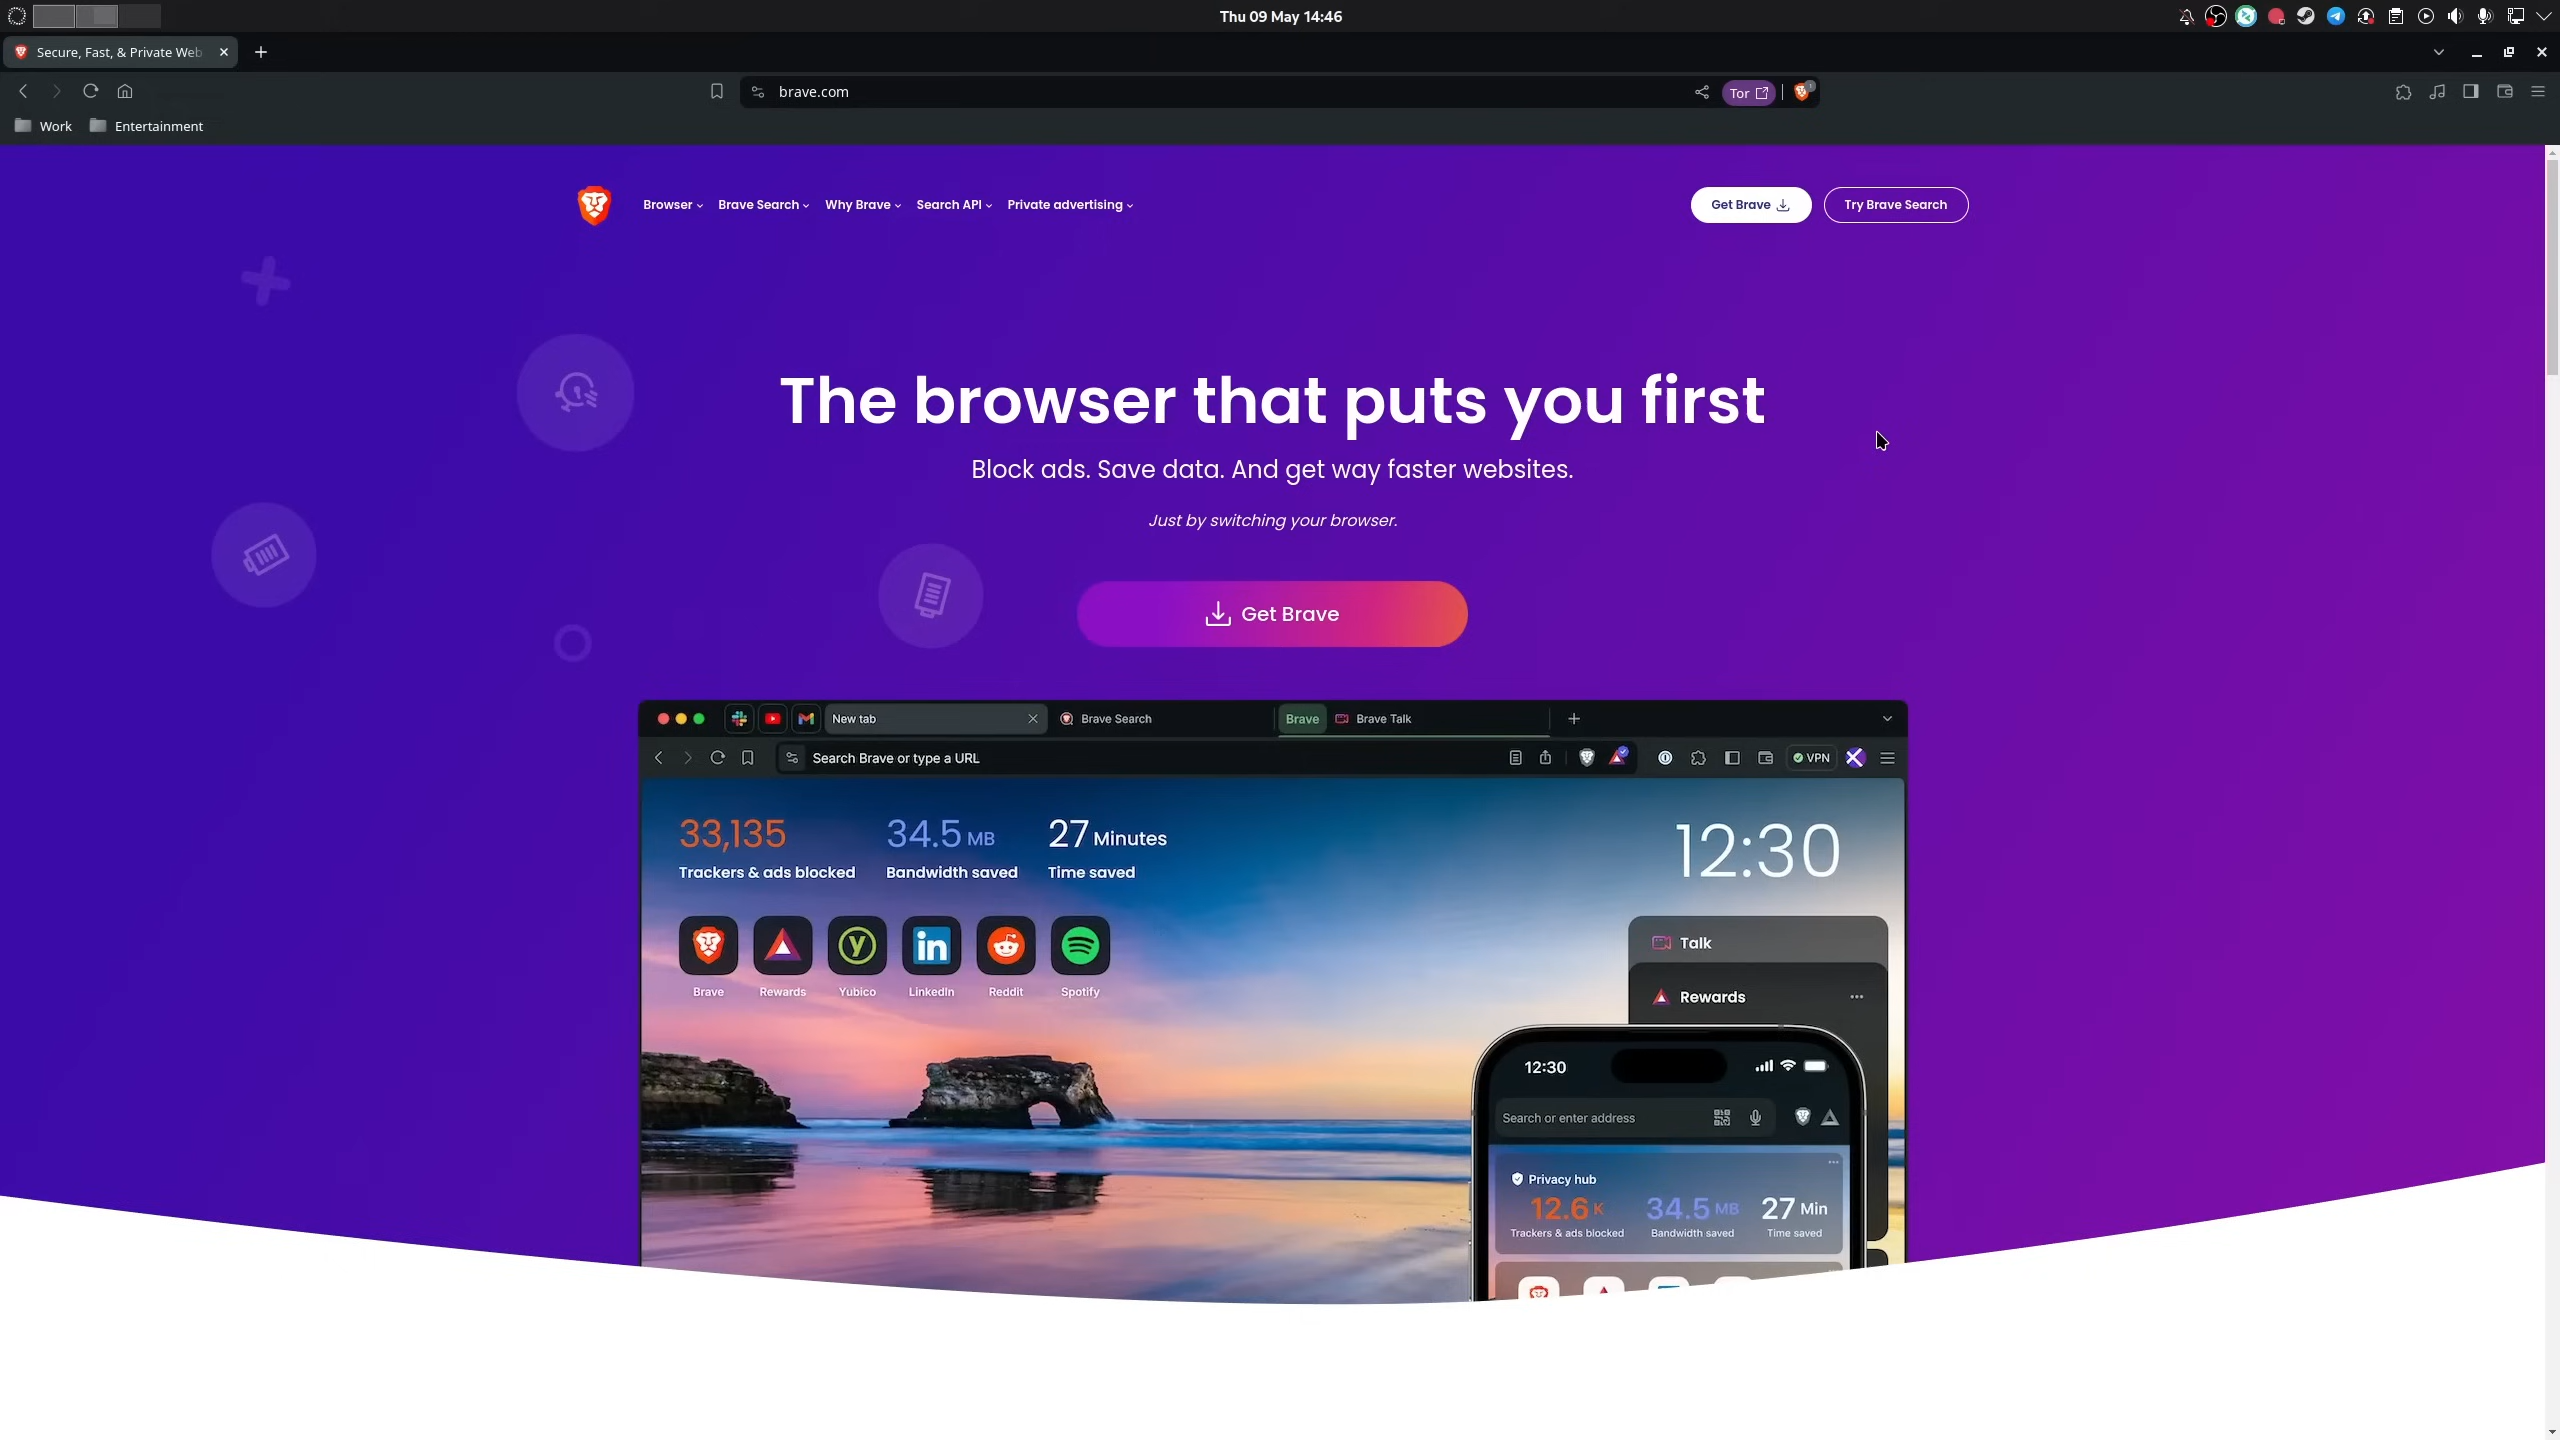 Thu 09 May 14:46
Secure, Fast, & Private Web
brave.com
Tor
Work
Entertainment
Browser
Brave Search
Why Brave
Search API
Private advertising
Get Brave
Try Brave Search
The browser that puts you first
Block ads. Save data. And get way faster websites.
Just by switching your browser.
Get Brave
New tab
Brave Search
Brave
Brave Talk
Search Brave or type a URL
VPN
33,135
Trackers & ads blocked
34.5 MB
Bandwidth saved
27 Minutes
Time saved
12:30
Brave
Rewards
Yubico
LinkedIn
Reddit
Spotify
Talk
Rewards
12:30
Search or enter address
Privacy hub
12.6 K
34.5 MB
27 Min
Trackers & ads blocked
Bandwidth saved
Time saved